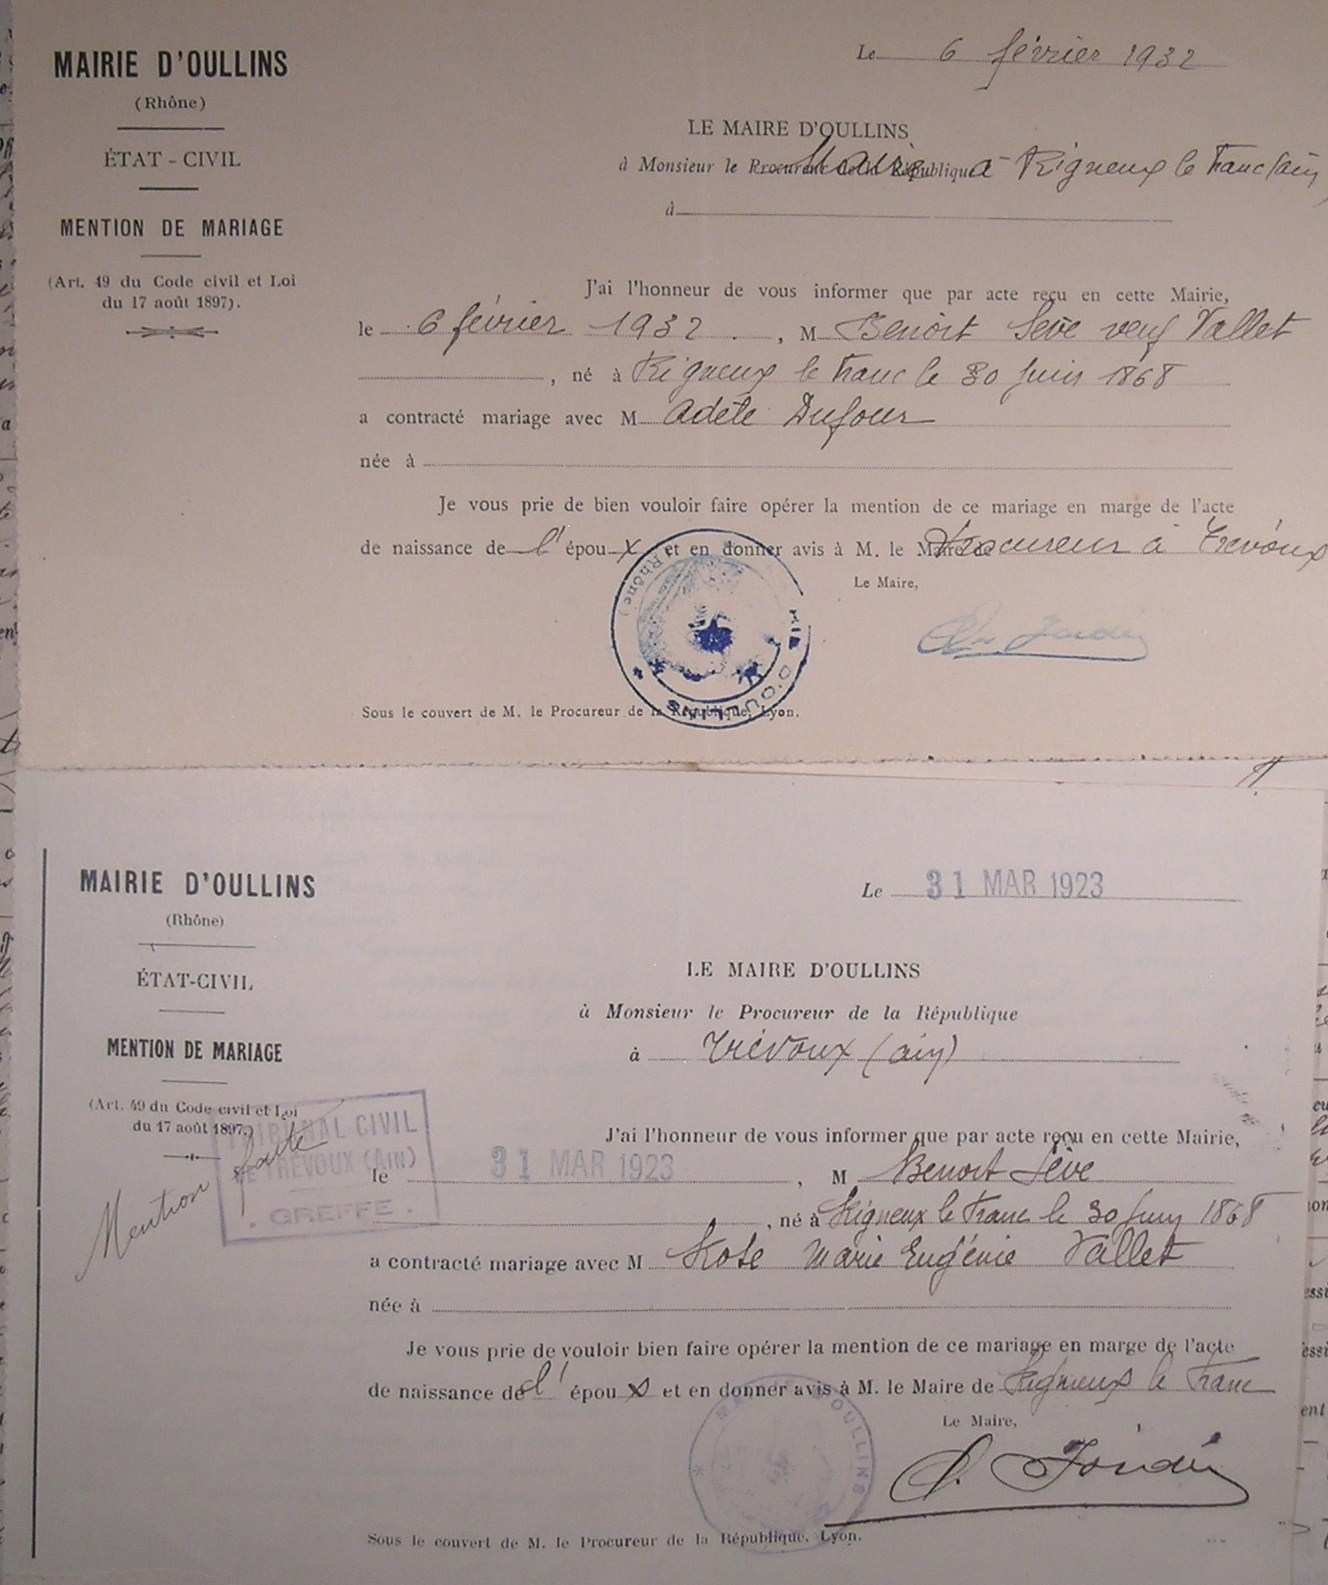 MAIRIE D'OULLINS
(Rhône)
ÉTAT-CIVIL
MENTION DE MARIAGE
(Art. 49 du Code civil et Loi
du 17 août 1897).
Le 6 février 1932
LE MAIRE D'OULLINS
à Monsieur le Procureur de la République Maire à Rigneux le Franc (ain)
à
J'ai l'honneur de vous informer que par acte reçu en cette Mairie,
le 6 février 1932, M Benoit Sève veuf Vallet
, né à Rigneux le Franc le 30 Juin 1868
a contracté mariage avec M Adèle Dufour
née à
Je vous prie de bien vouloir faire opérer la mention de ce mariage en marge de l'acte
de naissance de l'époux et en donner avis à M. le Maire de Procureur à Trévoux
Le Maire,
(Rhône)
D'OULLINS
Sous le couvert de M. le Procureur de la République, Lyon.
MAIRIE D'OULLINS
(Rhône)
ÉTAT-CIVIL
MENTION DE MARIAGE
(Art. 49 du Code civil et Loi
du 17 août 1897.)
Mention faite
TRIBUNAL CIVIL
DE TRÉVOUX (AIN)
. GREFFE .
Le 31 MAR 1923
LE MAIRE D'OULLINS
à Monsieur le Procureur de la République
à Trévoux (ain)
J'ai l'honneur de vous informer que par acte reçu en cette Mairie,
le 31 MAR 1923, M Benoit Sève
, né à Rigneux le Franc le 30 Juin 1868
a contracté mariage avec M Rose Marie Eugénie Vallet
née à
Je vous prie de vouloir bien faire opérer la mention de ce mariage en marge de l'acte
de naissance de l'époux et en donner avis à M. le Maire de Rigneux le Franc
Le Maire,
MAIRIE D'OULLINS
Sous le couvert de M. le Procureur de la République, Lyon.